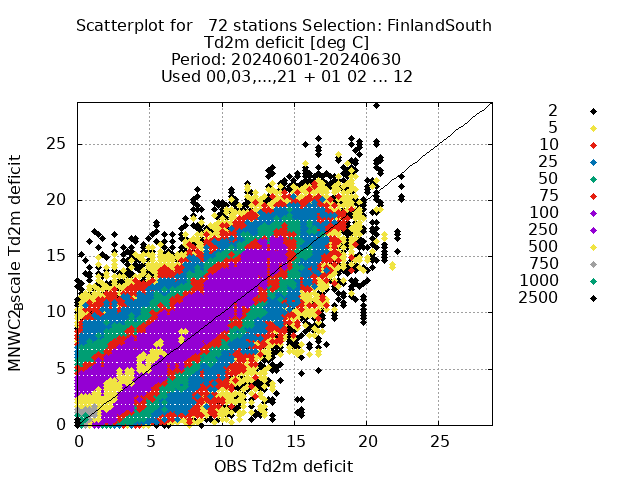 Scatterplot for 72 stations Selection: FinlandSouth
Td2m deficit [deg C]
Period: 20240601-20240630
Used 00,03,...,21 + 01 02 ... 12
2
5
10
25
50
75
100
250
500
750
1000
2500
25
20
15
10
5
0
0 5 10 15 20 25
MNWC2.gscale Td2m deficit
OBS Td2m deficit